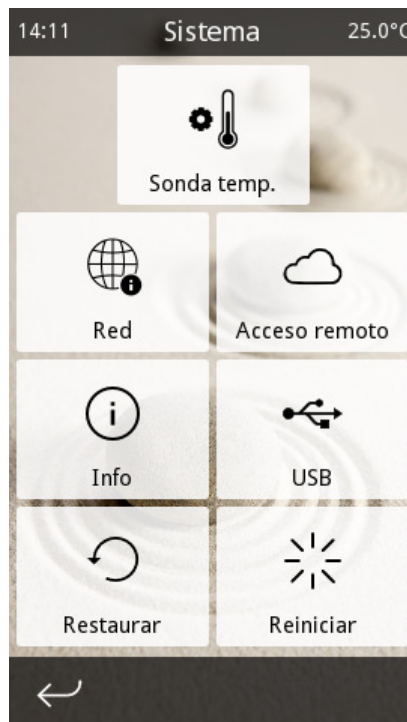 14:11 Sistema 25.0°C
Sonda temp.
Red Acceso remoto
Info USB
Restaurar Reiniciar